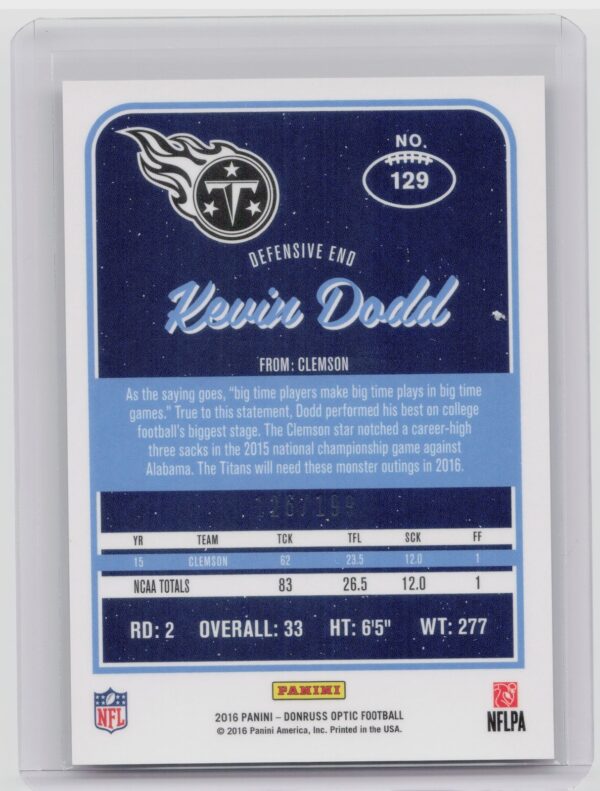 NO.
129
T
DEFENSIVE END
Kevin Dodd
FROM: CLEMSON
As the saying goes, “big time players make big time plays in big time
games.” True to this statement, Dodd performed his best on college
football's biggest stage. The Clemson star notched a career-high
three sacks in the 2015 national championship game against
Alabama. The Titans will need these monster outings in 2016.
126/199
YR TEAM TCK TFL SCK FF
15 CLEMSON 62 23.5 12.0 1
NCAA TOTALS 83 26.5 12.0 1
RD: 2 OVERALL: 33 HT: 6'5" WT: 277
PANINI
NFL
2016 PANINI – DONRUSS OPTIC FOOTBALL
© 2016 Panini America, Inc. Printed in the USA.
NFLPA